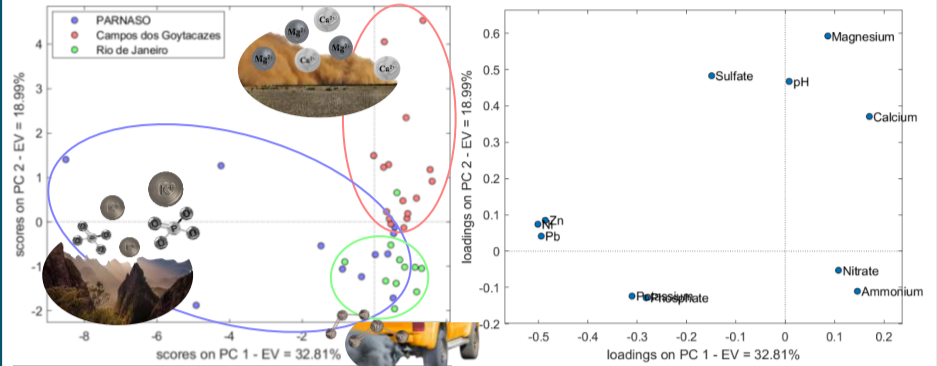 PARNASO
Campos dos Goytacazes
Rio de Janeiro
Mg²⁺
Ca²⁺
Mg²⁺
Mg²⁺
Ca²⁺
Ca²⁺
K⁺
scores on PC 2 - EV = 18.99%
4
3
2
1
0
-1
-2
-8
-6
-4
-2
0
scores on PC 1 - EV = 32.81%
loadings on PC 2 - EV = 18.99%
0.6
0.5
0.4
0.3
0.2
0.1
0
-0.1
-0.2
-0.5
-0.4
-0.3
-0.2
-0.1
0
0.1
0.2
loadings on PC 1 - EV = 32.81%
Magnesium
Sulfate
pH
Calcium
Zn
Ni
Pb
Nitrate
Ammonium
Potassium
Phosphate